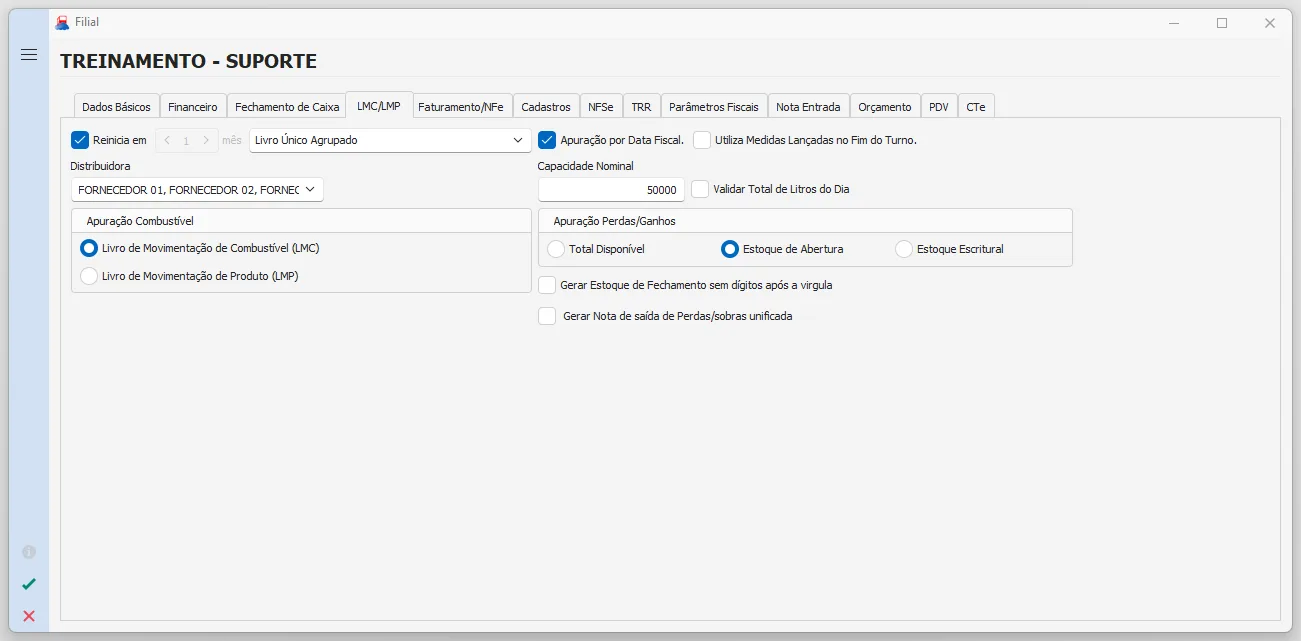 Filial
TREINAMENTO - SUPORTE
Dados Básicos Financeiro Fechamento de Caixa LMC/LMP Faturamento/NFe Cadastros NFSe TRR Parâmetros Fiscais Nota Entrada Orçamento PDV CTe
Reinicia em 1 mês Livro Único Agrupado Apuração por Data Fiscal. Utiliza Medidas Lançadas no Fim do Turno.
Distribuidora Capacidade Nominal
FORNECEDOR 01, FORNECEDOR 02, FORNEC 50000 Validar Total de Litros do Dia
Apuração Combustível Apuração Perdas/Ganhos
Livro de Movimentação de Combustível (LMC) Total Disponível Estoque de Abertura Estoque Escritural
Livro de Movimentação de Produto (LMP)
Gerar Estoque de Fechamento sem dígitos após a virgula
Gerar Nota de saída de Perdas/sobras unificada